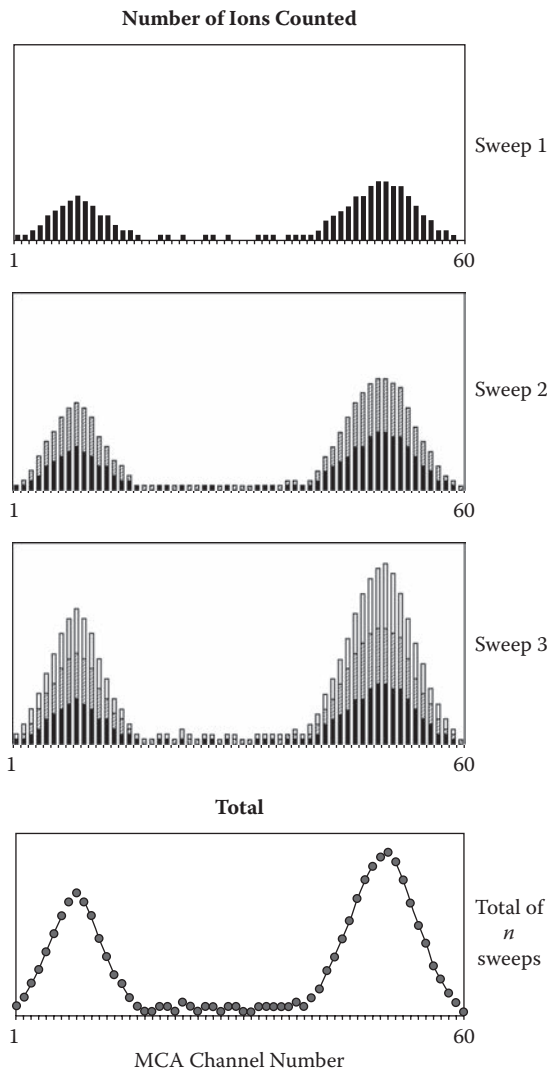 Number of Ions Counted
Sweep 1
1
60
Sweep 2
1
60
Sweep 3
1
60
Total
Total of
n
sweeps
1
60
MCA Channel Number